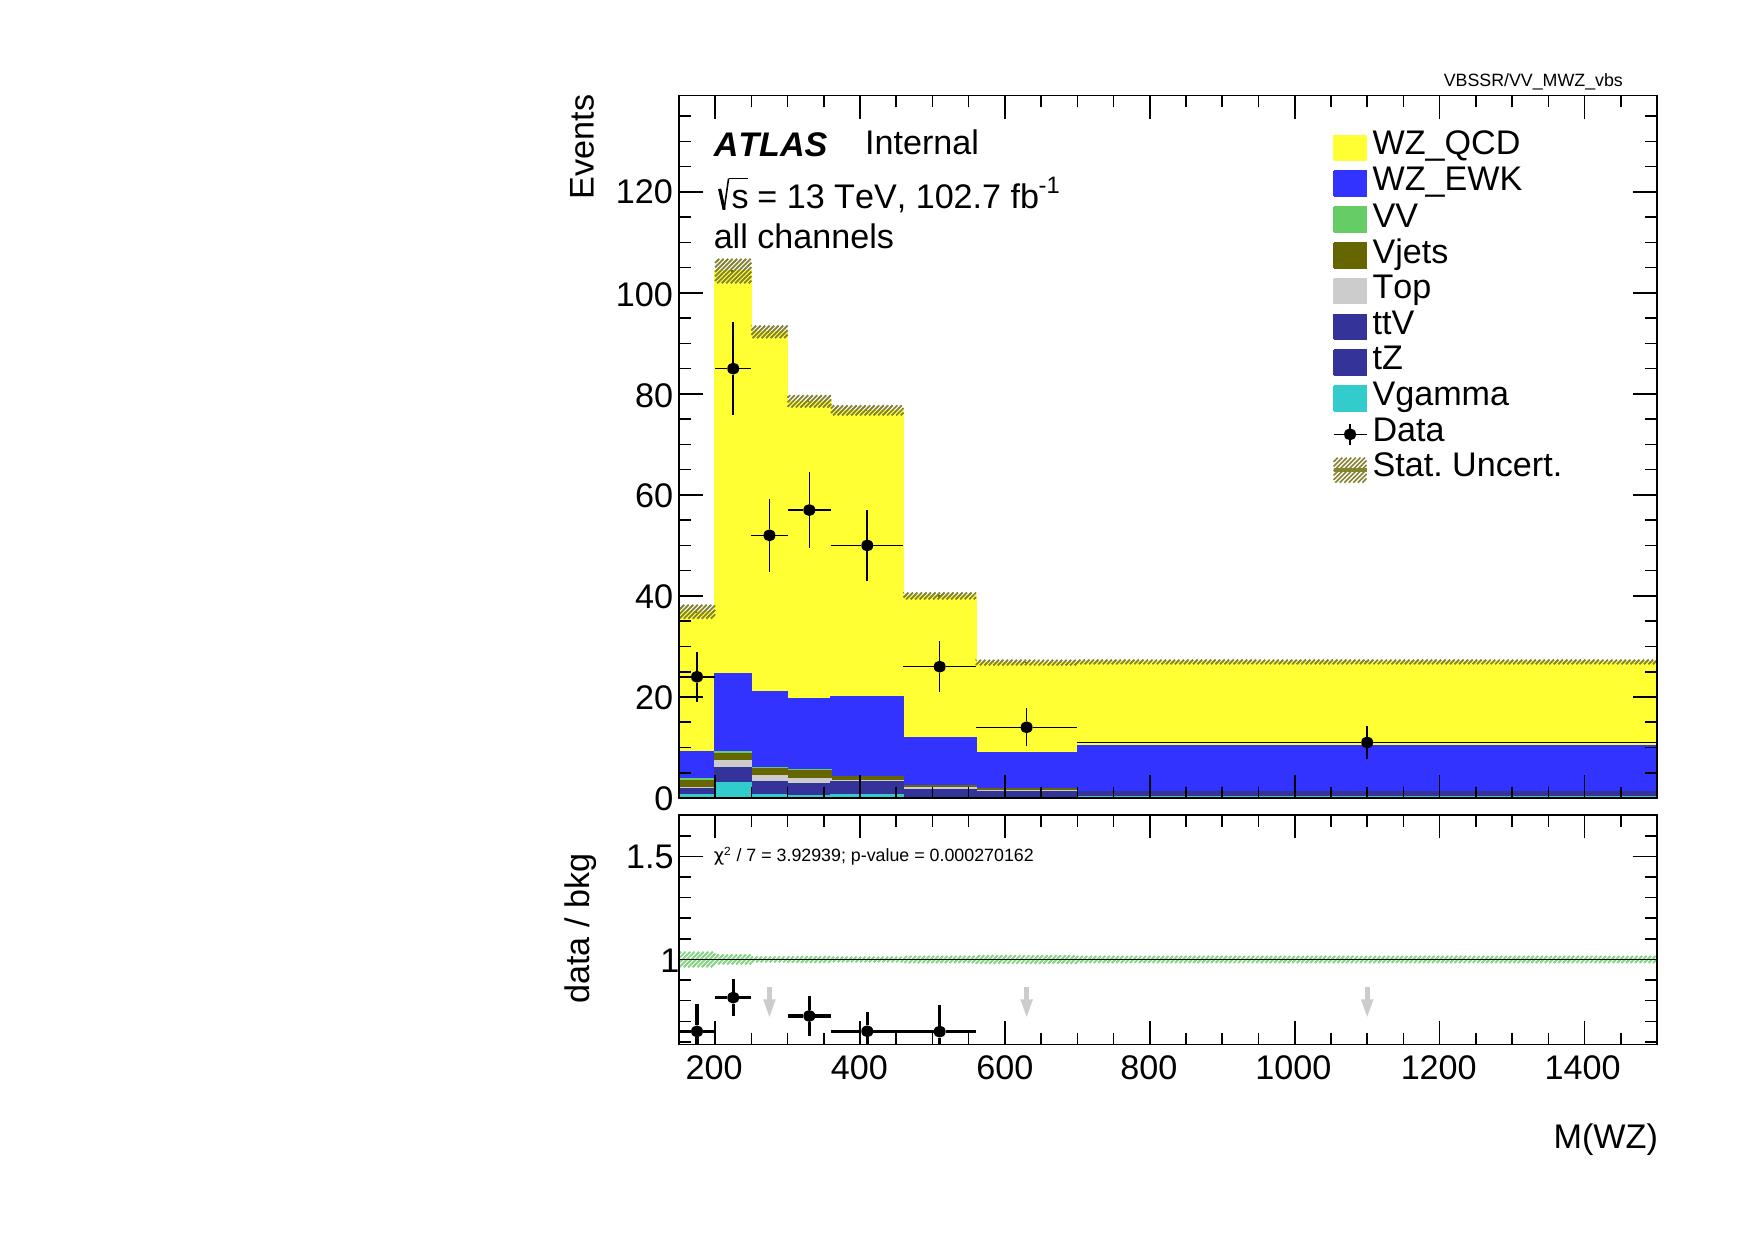 VBSSR/VV_MWZ_vbs
Events
ATLAS Internal
√s = 13 TeV, 102.7 fb-1
all channels
WZ_QCD
WZ_EWK
VV
Vjets
Top
ttV
tZ
Vgamma
Data
Stat. Uncert.
120
100
80
60
40
20
0
data / bkg
χ² / 7 = 3.92939; p-value = 0.000270162
1.5
1
200 400 600 800 1000 1200 1400
M(WZ)